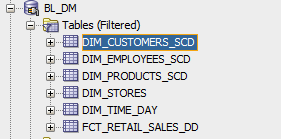 BL_DM
Tables (Filtered)
DIM_CUSTOMERS_SCD
DIM_EMPLOYEES_SCD
DIM_PRODUCTS_SCD
DIM_STORES
DIM_TIME_DAY
FCT_RETAIL_SALES_DD